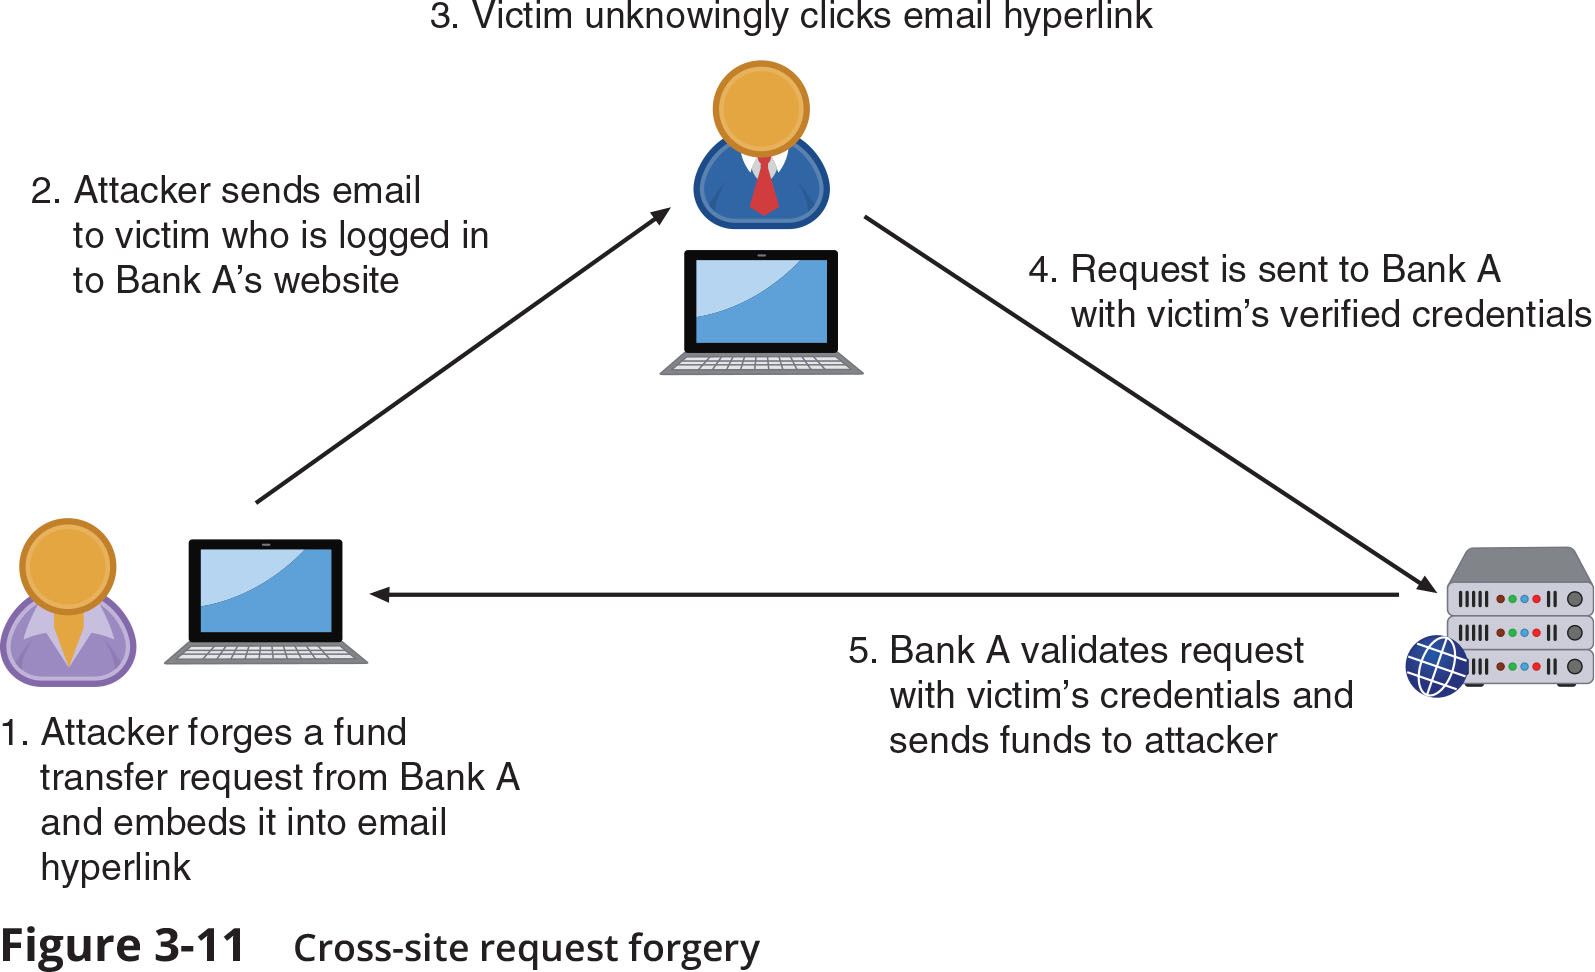 3. Victim unknowingly clicks email hyperlink
2. Attacker sends email
to victim who is logged in
to Bank A’s website
4. Request is sent to Bank A
with victim’s verified credentials
5. Bank A validates request
with victim’s credentials and
sends funds to attacker
1. Attacker forges a fund
transfer request from Bank A
and embeds it into email
hyperlink
Figure 3-11 Cross-site request forgery